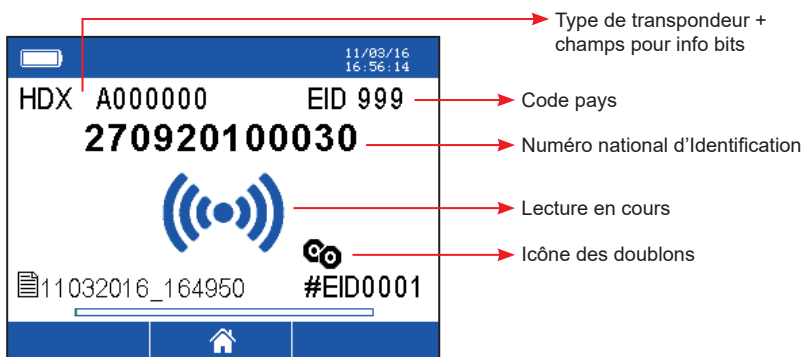 Type de transpondeur +
champs pour info bits
11/03/16
16:56:14
HDX A000000 EID 999
Code pays
270920100030
Numéro national d’Identification
Lecture en cours
Icône des doublons
11032016_164950 #EID0001